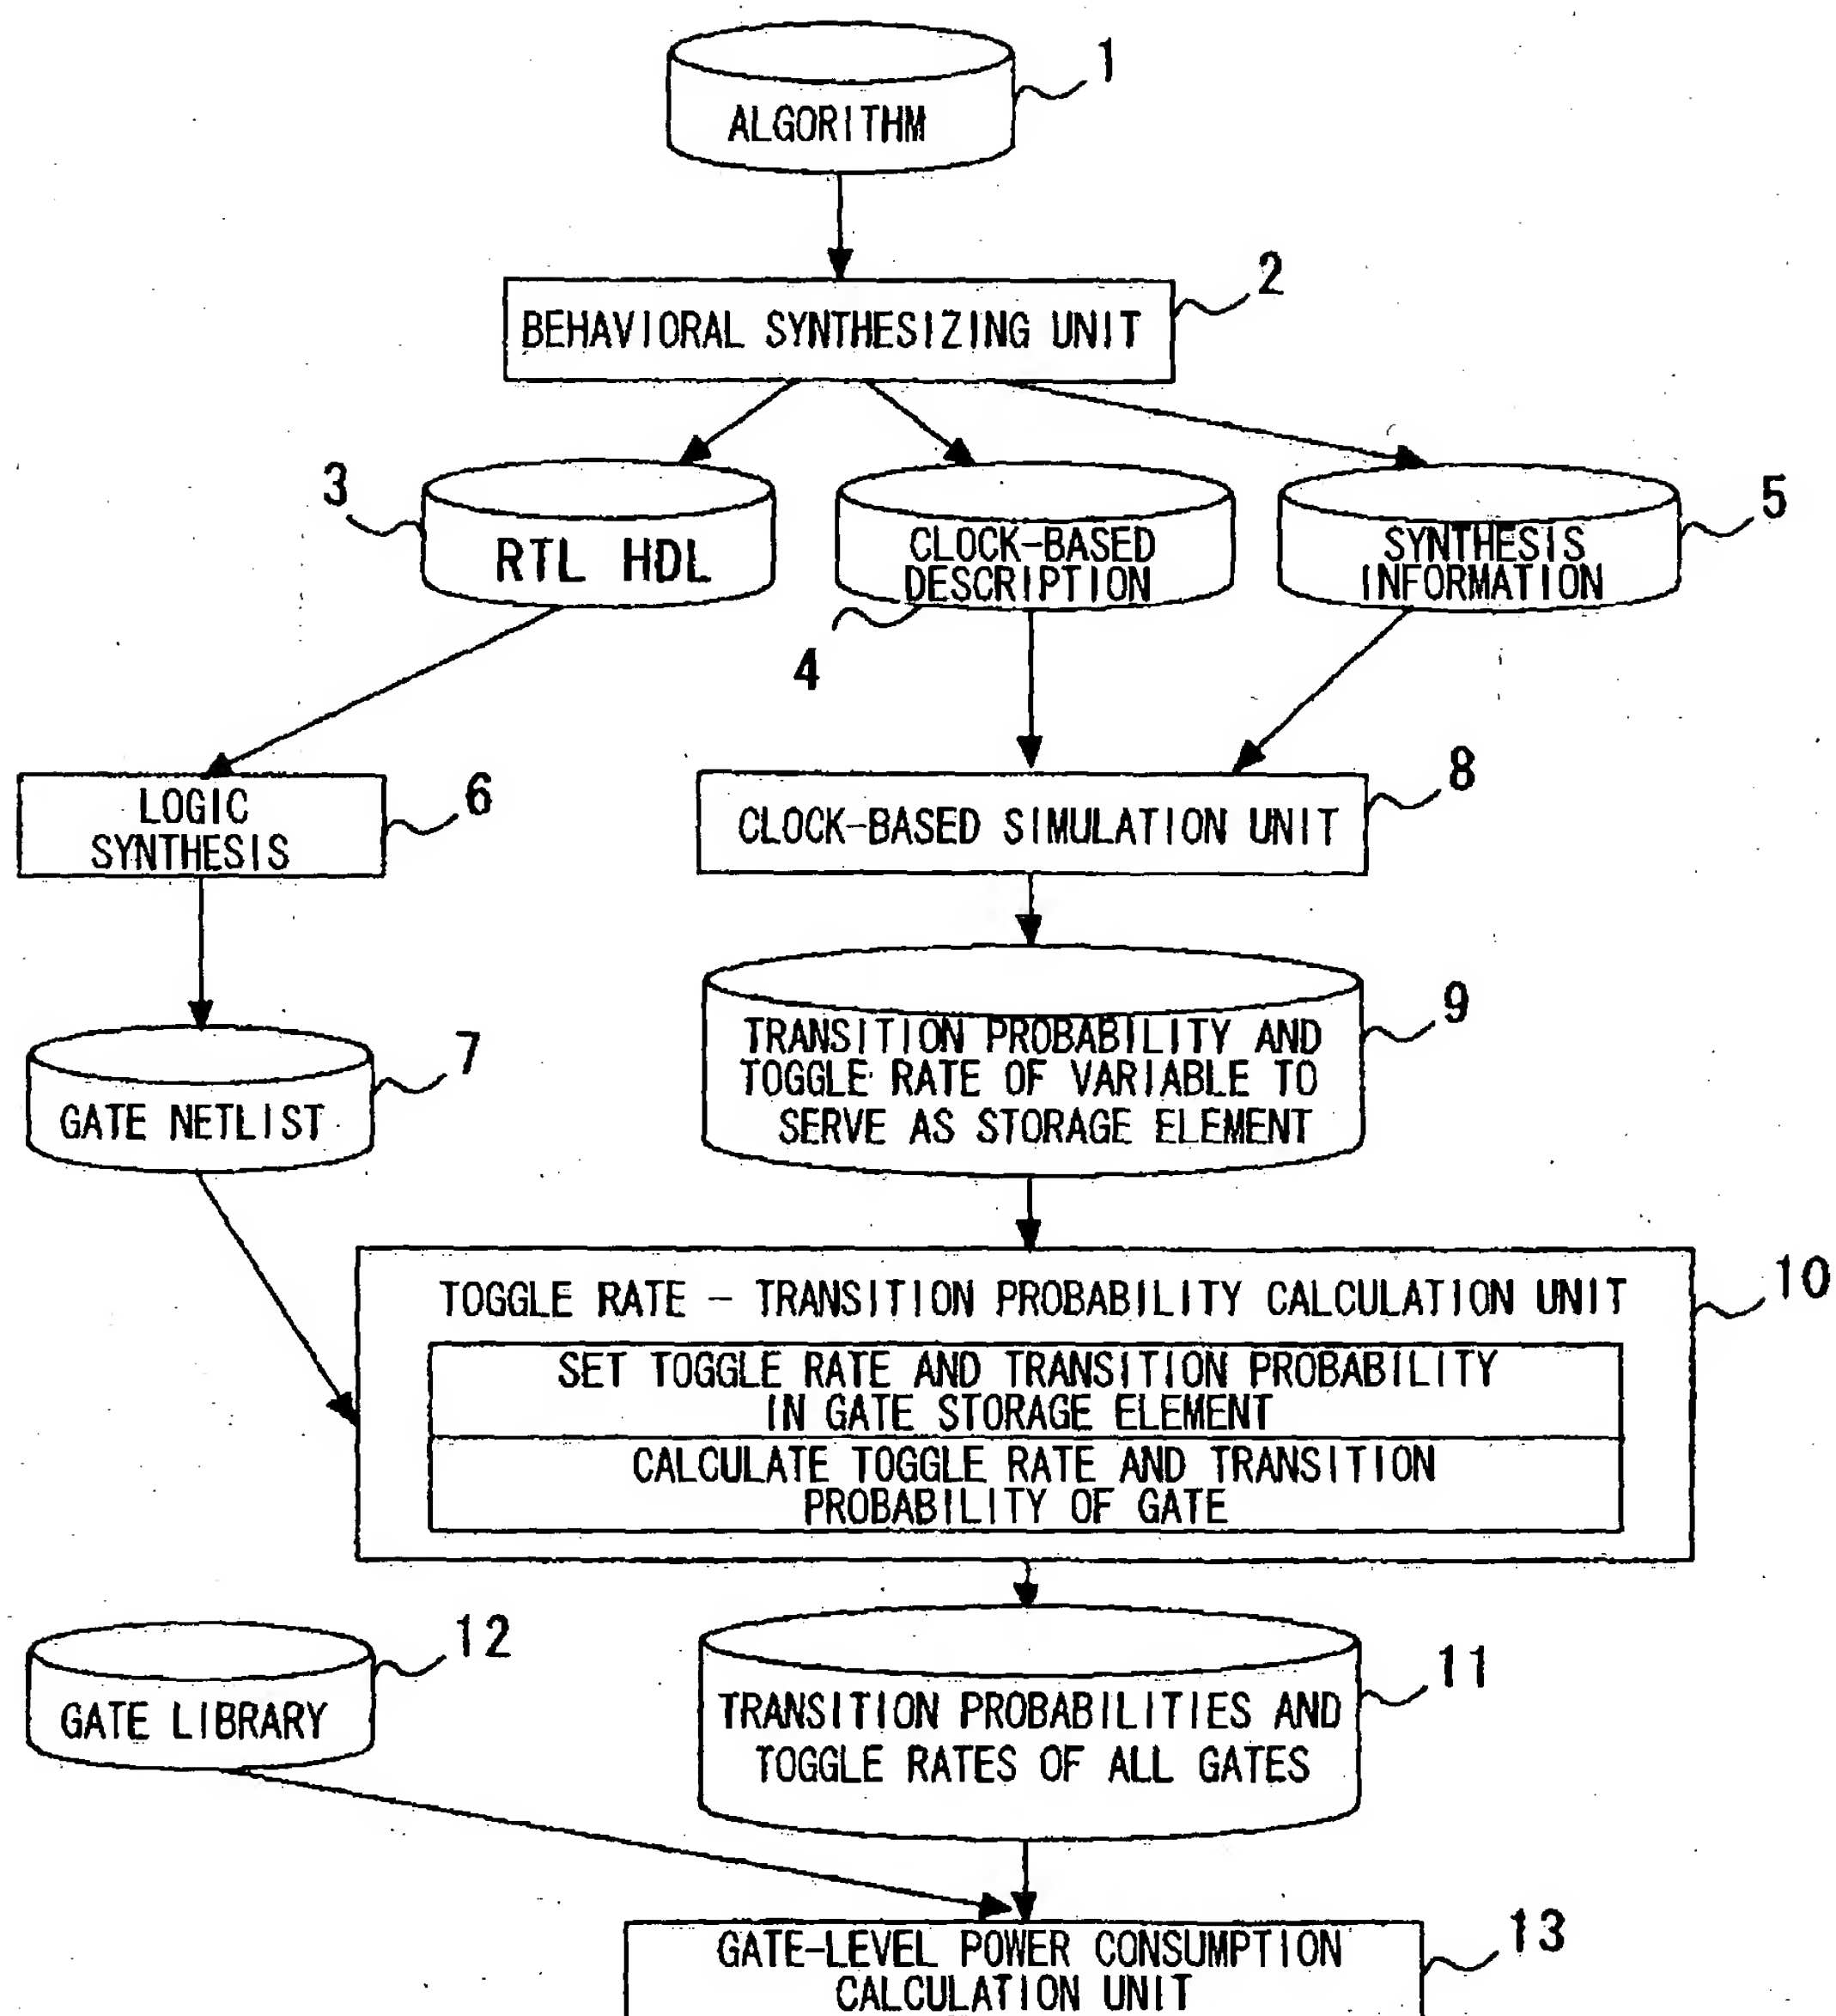 1
ALGORITHM
2
BEHAVIORAL SYNTHESIZING UNIT
3
RTL HDL
CLOCK-BASED
DESCRIPTION
4
5
SYNTHESIS
INFORMATION
6
LOGIC
SYNTHESIS
8
CLOCK-BASED SIMULATION UNIT
7
GATE NETLIST
9
TRANSITION PROBABILITY AND
TOGGLE RATE OF VARIABLE TO
SERVE AS STORAGE ELEMENT
10
TOGGLE RATE - TRANSITION PROBABILITY CALCULATION UNIT
SET TOGGLE RATE AND TRANSITION PROBABILITY
IN GATE STORAGE ELEMENT
CALCULATE TOGGLE RATE AND TRANSITION
PROBABILITY OF GATE
12
GATE LIBRARY
11
TRANSITION PROBABILITIES AND
TOGGLE RATES OF ALL GATES
13
GATE-LEVEL POWER CONSUMPTION
CALCULATION UNIT